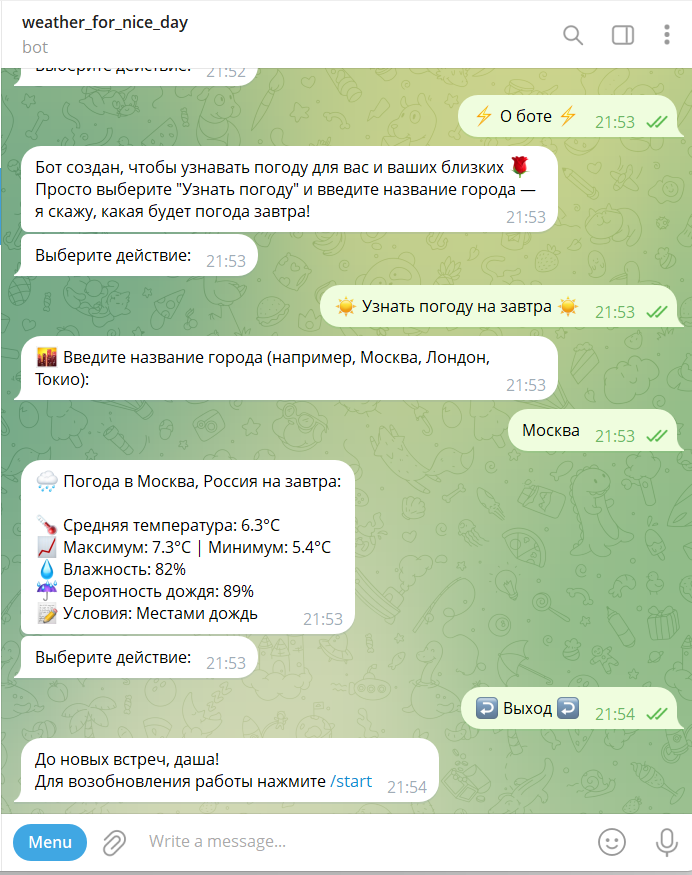 weather_for_nice_day
bot
Выберите действие: 21:52
⚡ О боте ⚡ 21:53
Бот создан, чтобы узнавать погоду для вас и ваших близких 🌹
Просто выберите "Узнать погоду" и введите название города —
я скажу, какая будет погода завтра! 21:53
Выберите действие: 21:53
☀️ Узнать погоду на завтра ☀️ 21:53
🌇 Введите название города (например, Москва, Лондон,
Токио): 21:53
Москва 21:53
🌧 Погода в Москва, Россия на завтра:
🌡 Средняя температура: 6.3°C
📈 Максимум: 7.3°C | Минимум: 5.4°C
💧 Влажность: 82%
☔ Вероятность дождя: 89%
📝 Условия: Местами дождь 21:53
Выберите действие: 21:53
↩️ Выход ↩️ 21:54
До новых встреч, даша!
Для возобновления работы нажмите /start 21:54
Menu Write a message...